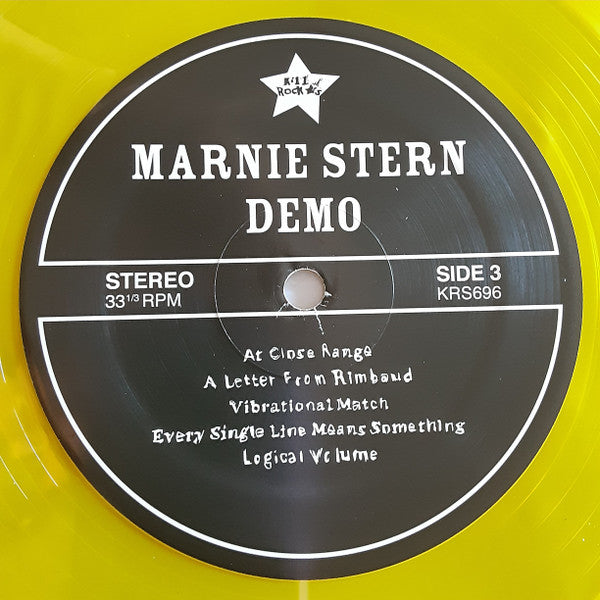 Kill
Rock ★s
MARNIE STERN
DEMO
STEREO
33 1/3 RPM
SIDE 3
KRS696
At Close Range
A Letter From Rimbaud
Vibrational Match
Every Single Line Means Something
Logical Volume